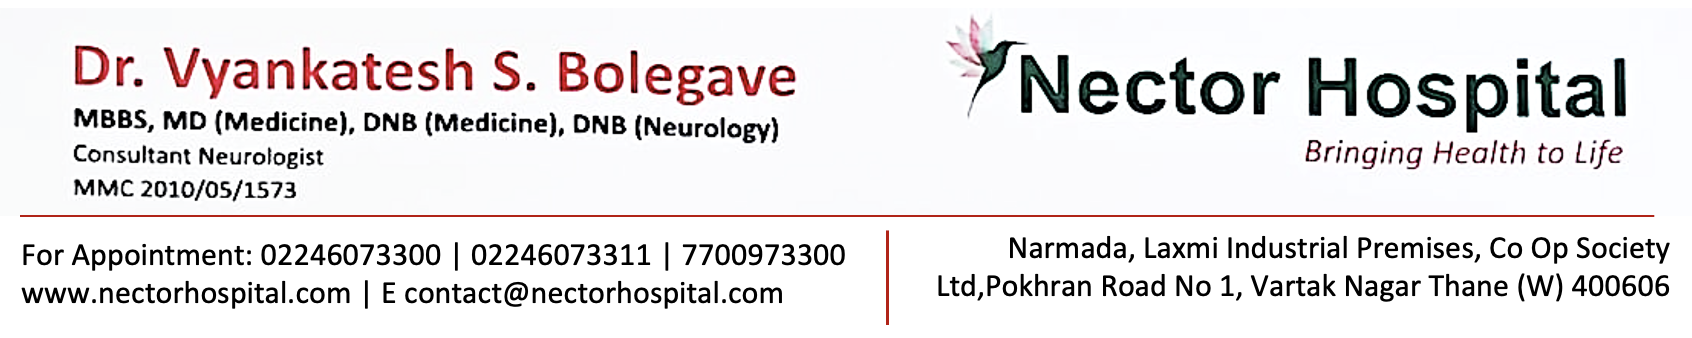 Dr. Vyankatesh S. Bolegave
MBBS, MD (Medicine), DNB (Medicine), DNB (Neurology)
Consultant Neurologist
MMC 2010/05/1573
Nector Hospital
Bringing Health to Life
For Appointment: 02246073300 | 02246073311 | 7700973300
www.nectorhospital.com | E contact@nectorhospital.com
Narmada, Laxmi Industrial Premises, Co Op Society
Ltd,Pokhran Road No 1, Vartak Nagar Thane (W) 400606